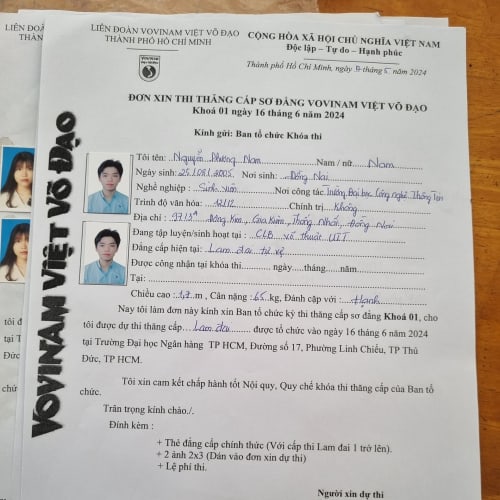 LIÊN ĐOÀN VOVINAM VIỆT VÕ ĐẠO
THÀNH PHỐ HỒ CHÍ MINH
CỘNG HÒA XÃ HỘI CHỦ NGHĨA VIỆT NAM
Độc lập – Tự do – Hạnh phúc
Thành phố Hồ Chí Minh, ngày 9 tháng 5 năm 2024
ĐƠN XIN THI THĂNG CẤP SƠ ĐẲNG VOVINAM VIỆT VÕ ĐẠO
Khoá 01 ngày 16 tháng 6 năm 2024
Kính gửi: Ban tổ chức Khóa thi
VOVINAM VIỆT VÕ ĐẠO
Tôi tên: Nguyễn Phương Nam Nam / nữ: Nam
Ngày sinh: 25/08/2005 Nơi sinh: Đồng Nai
Nghề nghiệp: Sinh viên Nơi công tác: Trường Đại học Công nghệ Thông Tin
Trình độ văn hóa: 12/12 Chính trị: Không
Địa chỉ: Đông Kim, Gia Kiệm, Thống Nhất, Đồng Nai
Đang tập luyện/sinh hoạt tại: CLB võ thuật UIT
Đẳng cấp hiện tại: Lam đai tự vệ
Được công nhận tại khóa thi............ ngày.....tháng.....năm.........
Tại:
Chiều cao: 1,7 m, Cân nặng: 65 kg, Đánh cặp với: Hạnh
Nay tôi làm đơn này kính xin Ban tổ chức kỳ thi thăng cấp sơ đẳng Khoá 01, cho
tôi được dự thi thăng cấp Lam đai được tổ chức vào ngày 16 tháng 6 năm 2024
tại Trường Đại học Ngân hàng TP HCM, Đường số 17, Phường Linh Chiểu, TP Thủ
Đức, TP HCM.
Tôi xin cam kết chấp hành tốt Nội quy, Quy chế khóa thi thăng cấp của Ban tổ
chức.
Trân trọng kính chào./.
Đính kèm:
+ Thẻ đẳng cấp chính thức (Với cấp thi Lam đai 1 trở lên).
+ 2 ảnh 2x3 (Dán vào đơn xin dự thi)
+ Lệ phí thi.
Người xin dự thi